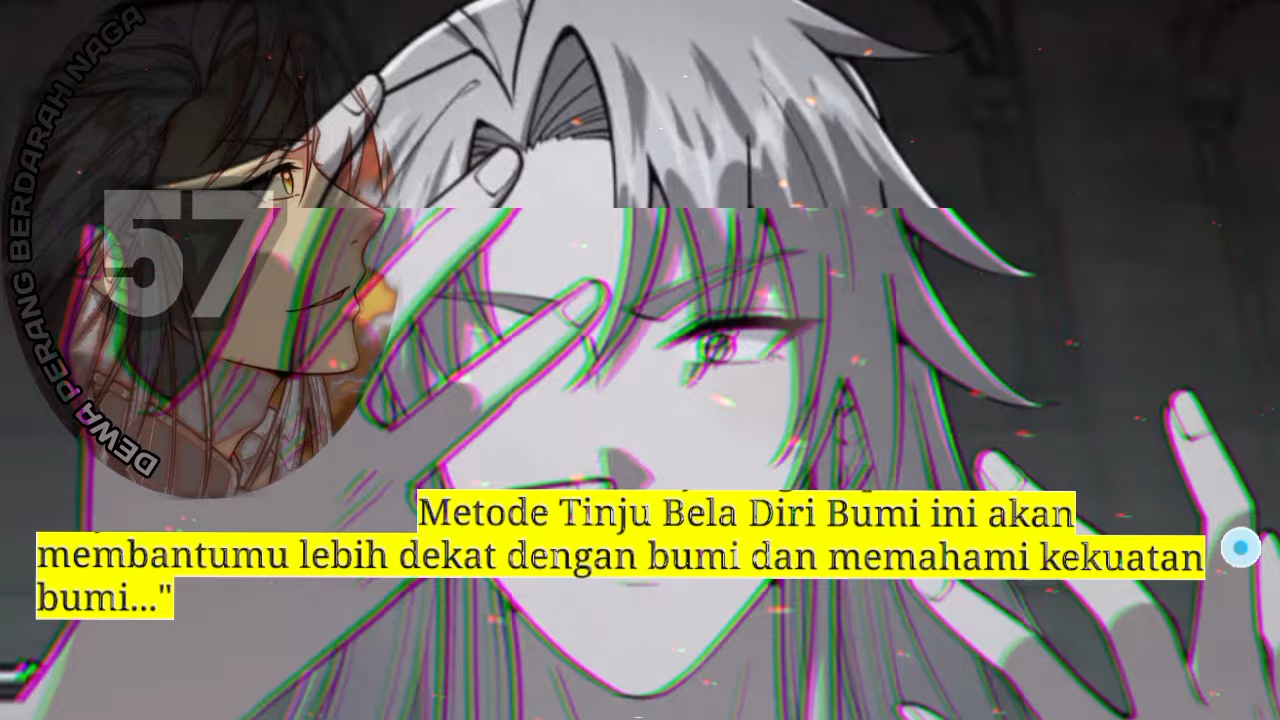 DEWA PERANG BERDARAH NAGA
57
Metode Tinju Bela Diri Bumi ini akan
membantumu lebih dekat dengan bumi dan memahami kekuatan
bumi..."